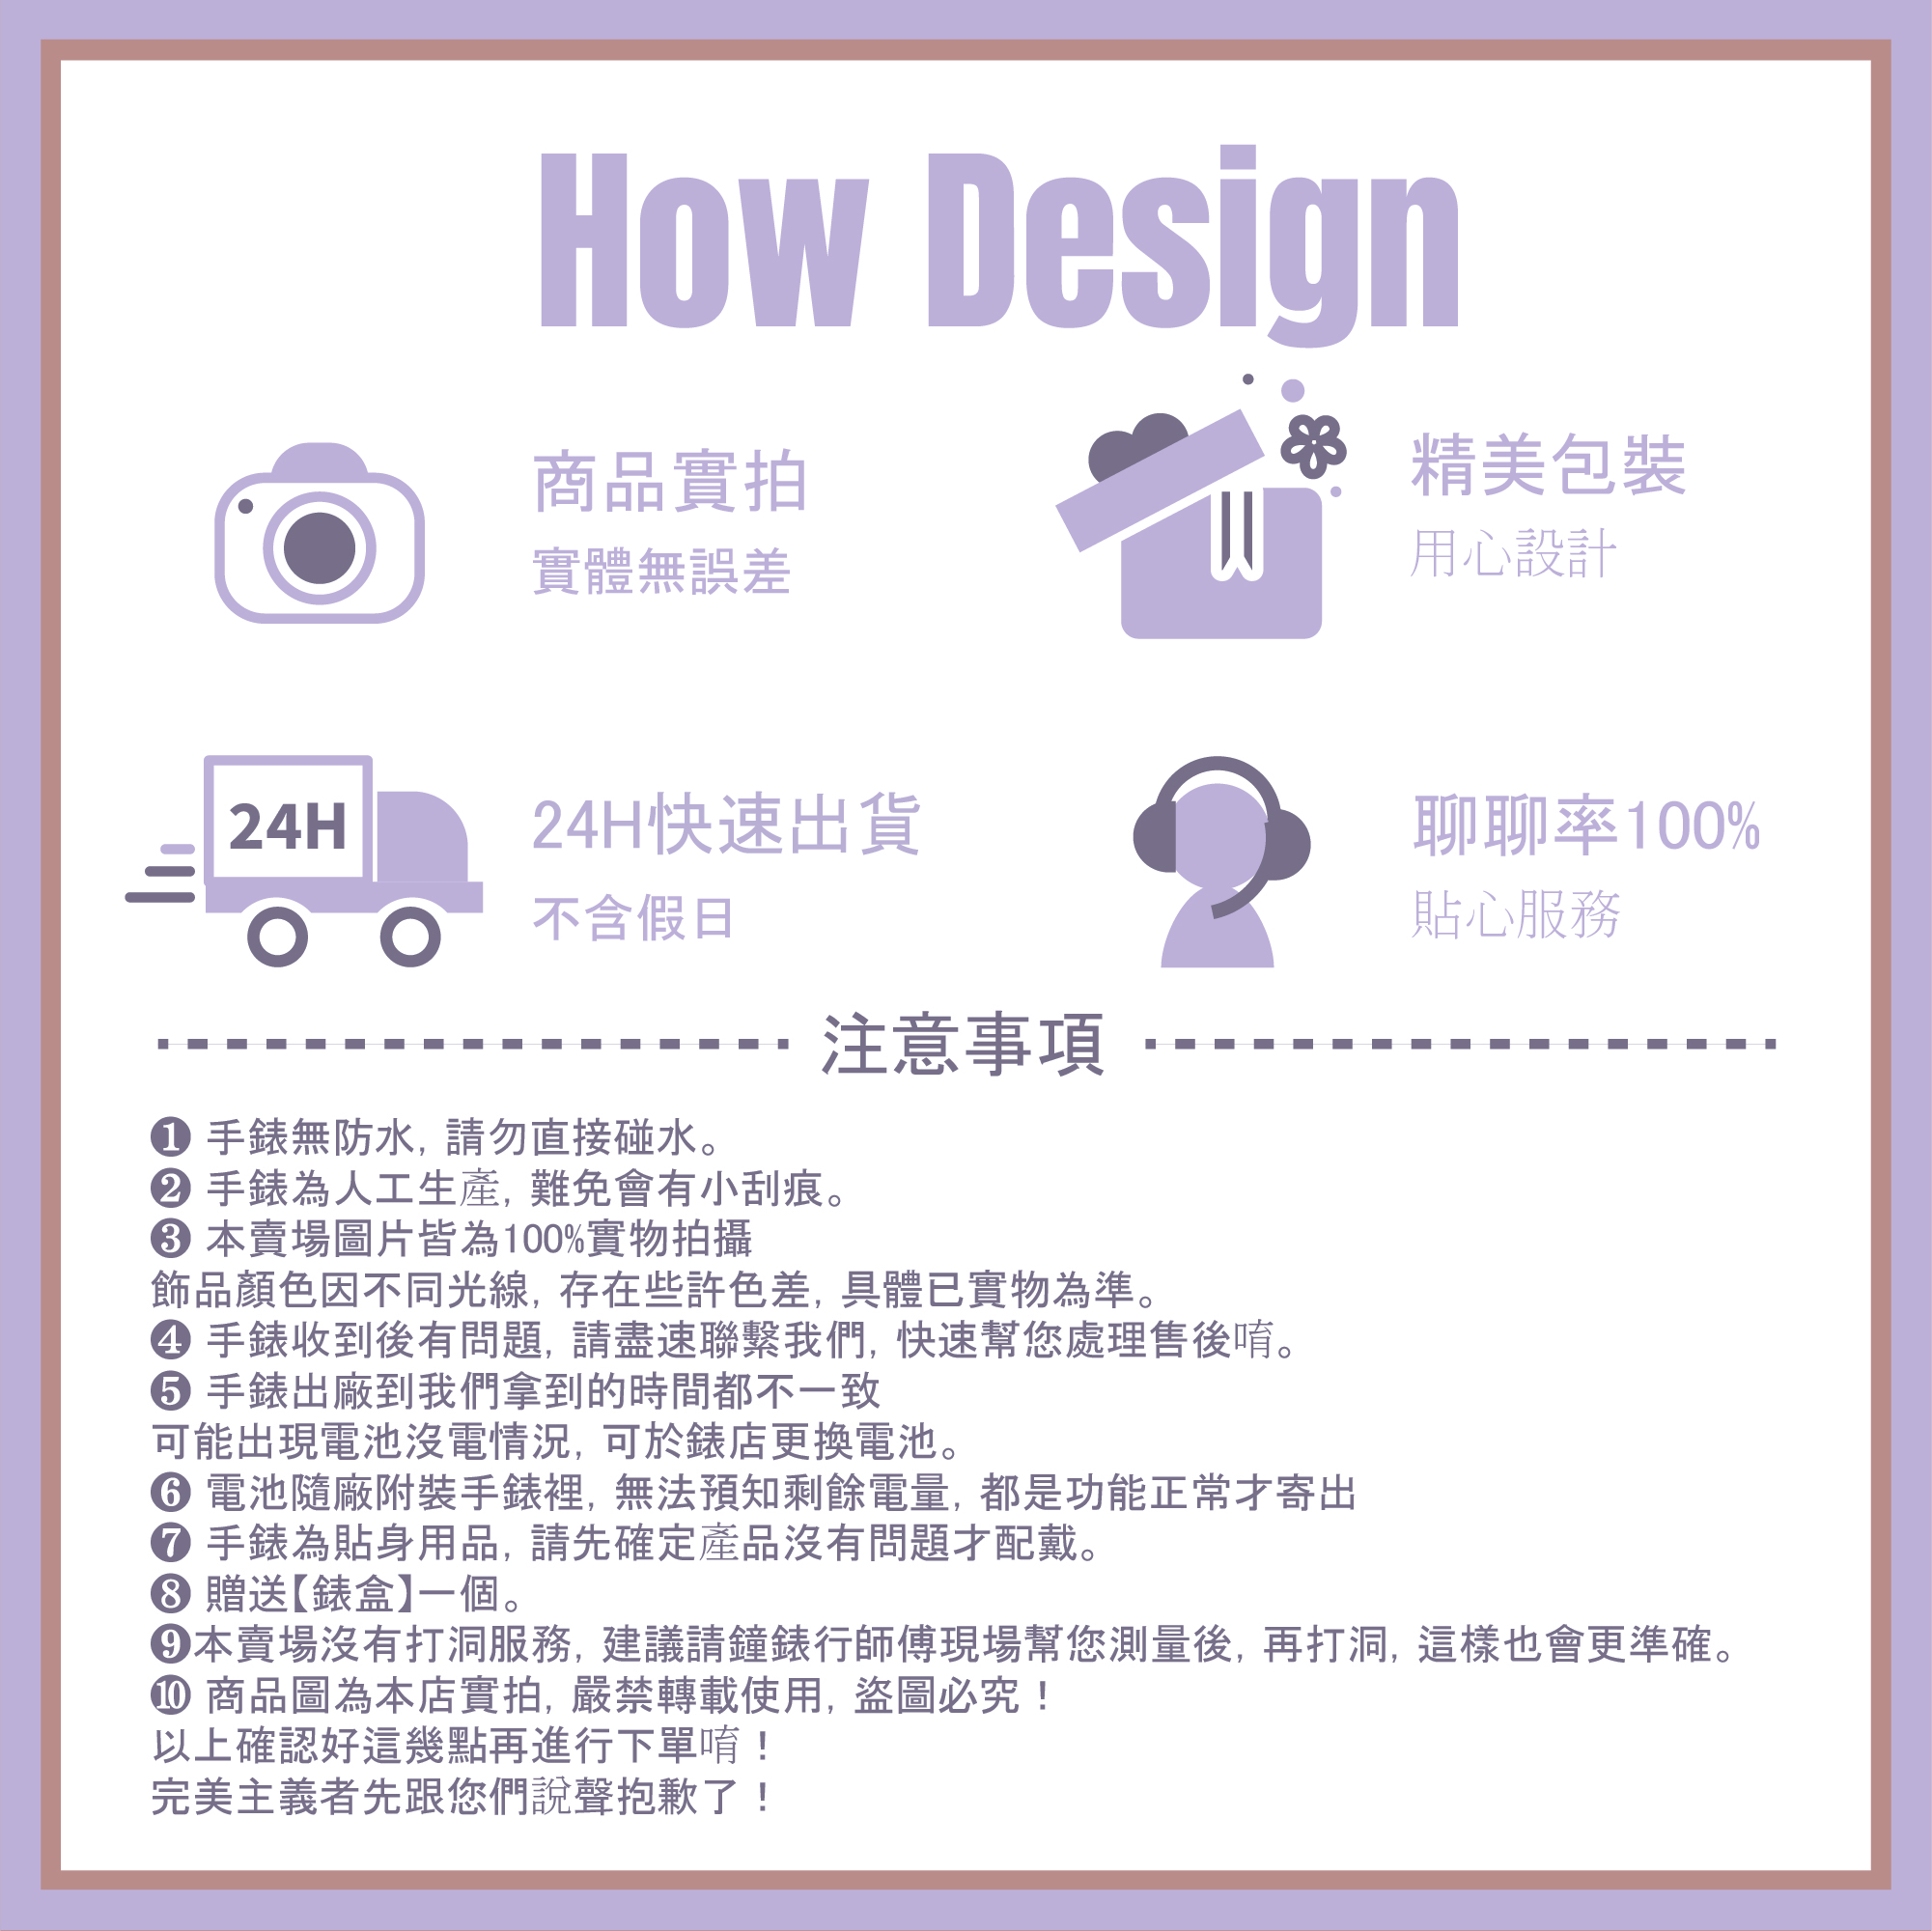 How Design
商品實拍
實體無誤差
精美包裝
用心設計
24H
24H快速出貨
不含假日
聊聊率100%
貼心服務
注意事項
❶ 手錶無防水, 請勿直接碰水。
❷ 手錶為人工生產, 難免會有小刮痕。
❸ 本賣場圖片皆為100%實物拍攝
飾品顏色因不同光線, 存在些許色差, 具體已實物為準。
❹ 手錶收到後有問題, 請盡速聯繫我們, 快速幫您處理售後唷。
❺ 手錶出廠到我們拿到的時間都不一致
可能出現電池沒電情況, 可於錶店更換電池。
❻ 電池隨廠附裝手錶裡, 無法預知剩餘電量, 都是功能正常才寄出
❼ 手錶為貼身用品, 請先確定產品沒有問題才配戴。
❽ 贈送【錶盒】一個。
❾本賣場沒有打洞服務, 建議請鐘錶行師傅現場幫您測量後, 再打洞, 這樣也會更準確。
❿ 商品圖為本店實拍, 嚴禁轉載使用, 盜圖必究！
以上確認好這幾點再進行下單唷！
完美主義者先跟您們說聲抱歉了！